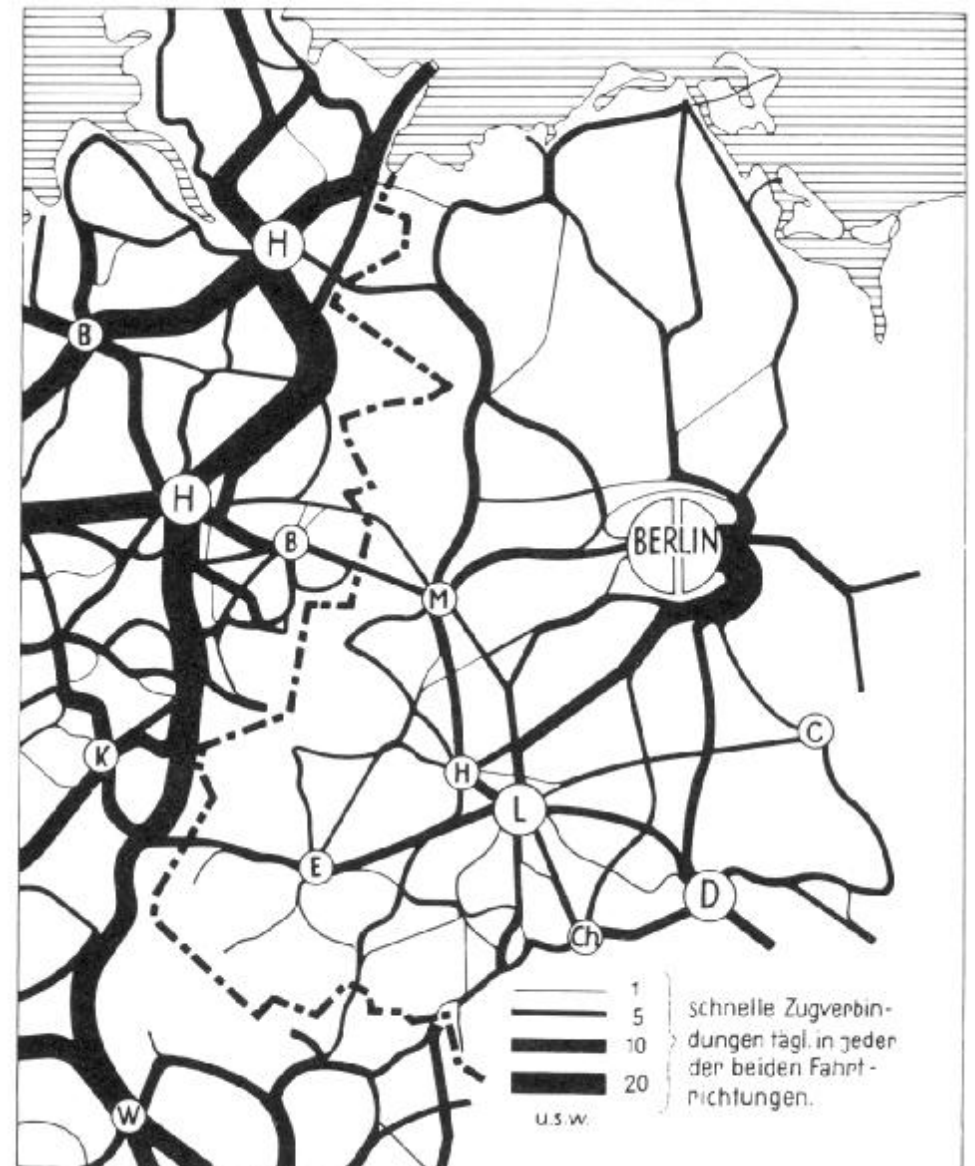 H
B
H
B
BERLIN
M
C
K
H
L
E
D
Ch
W
1
5
10
20
u.s.w.
schnelle Zugverbin-
dungen tägl. in jeder
der beiden Fahrt-
richtungen.